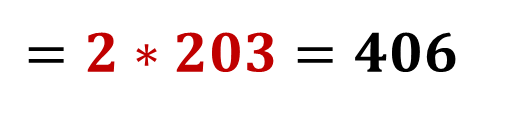 = 2 * 203 = 406